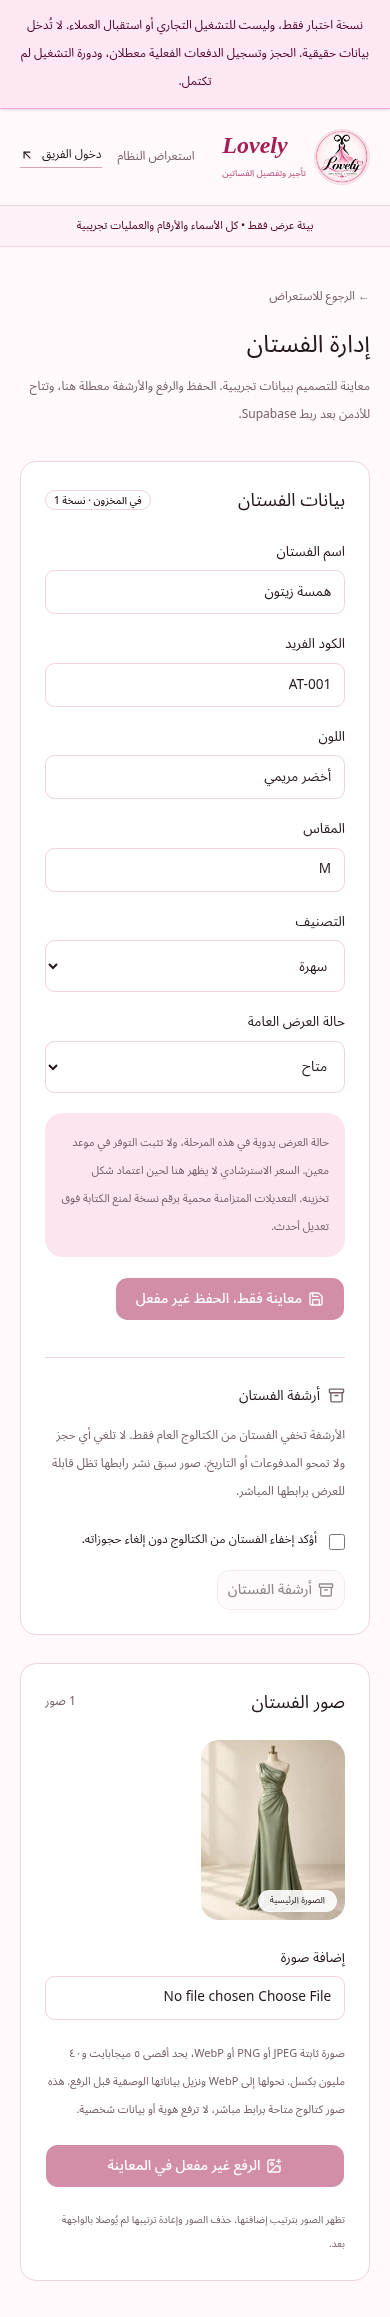 نسخة اختبار فقط، وليست للتشغيل التجاري أو استقبال العملاء. لا تُدخل
بيانات حقيقية. الحجز وتسجيل الدفعات الفعلية معطلان، ودورة التشغيل لم
تكتمل.
Lovely
Lovely
تأجير وتفصيل الفساتين
استعراض النظام
دخول الفريق
بيئة عرض فقط • كل الأسماء والأرقام والعمليات تجريبية
← الرجوع للاستعراض
إدارة الفستان
معاينة للتصميم ببيانات تجريبية. الحفظ والرفع والأرشفة معطلة هنا، وتتاح
للأدمن بعد ربط Supabase.
بيانات الفستان
في المخزون · نسخة 1
اسم الفستان
همسة زيتون
الكود الفريد
AT-001
اللون
أخضر مريمي
المقاس
M
التصنيف
سهرة
حالة العرض العامة
متاح
حالة العرض يدوية في هذه المرحلة، ولا تثبت التوفر في موعد
معين. السعر الاسترشادي لا يظهر هنا لحين اعتماد شكل
تخزينه. التعديلات المتزامنة محمية برقم نسخة لمنع الكتابة فوق
تعديل أحدث.
معاينة فقط، الحفظ غير مفعل
أرشفة الفستان
الأرشفة تخفي الفستان من الكتالوج العام فقط. لا تلغي أي حجز
ولا تمحو المدفوعات أو التاريخ. صور سبق نشر رابطها تظل قابلة
للعرض برابطها المباشر.
أؤكد إخفاء الفستان من الكتالوج دون إلغاء حجوزاته.
أرشفة الفستان
صور الفستان
1 صور
الصورة الرئيسية
إضافة صورة
No file chosen Choose File
صورة ثابتة JPEG أو PNG أو WebP، بحد أقصى ٥ ميجابايت و٤٠
مليون بكسل. نحولها إلى WebP ونزيل بياناتها الوصفية قبل الرفع. هذه
صور كتالوج متاحة برابط مباشر، لا ترفع هوية أو بيانات شخصية.
الرفع غير مفعل في المعاينة
تظهر الصور بترتيب إضافتها. حذف الصور وإعادة ترتيبها لم يُوصلا بالواجهة
بعد.